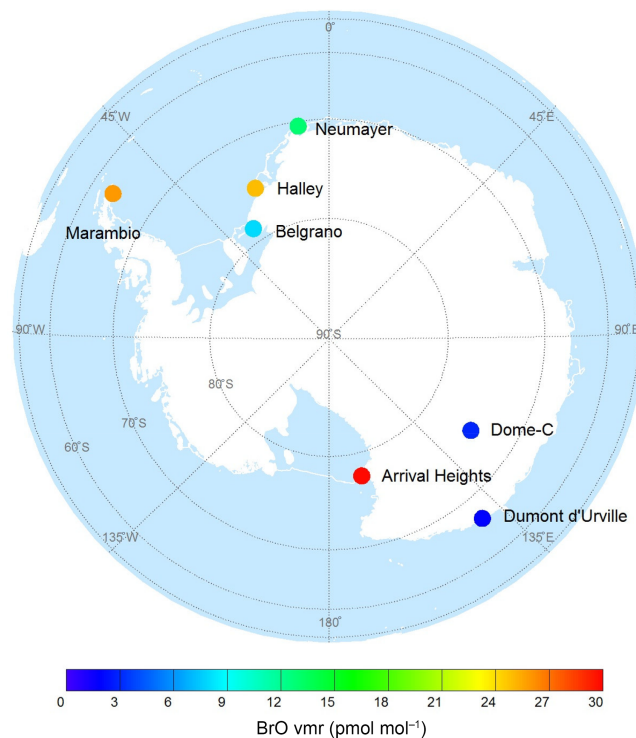 0˚
45˚W
45˚E
Neumayer
Halley
Marambio
Belgrano
90˚W
90˚S
90˚E
80˚S
70˚S
60˚S
Dome-C
Arrival Heights
Dumont d'Urville
135˚W
135˚E
180˚
0 3 6 9 12 15 18 21 24 27 30
BrO vmr (pmol mol⁻¹)